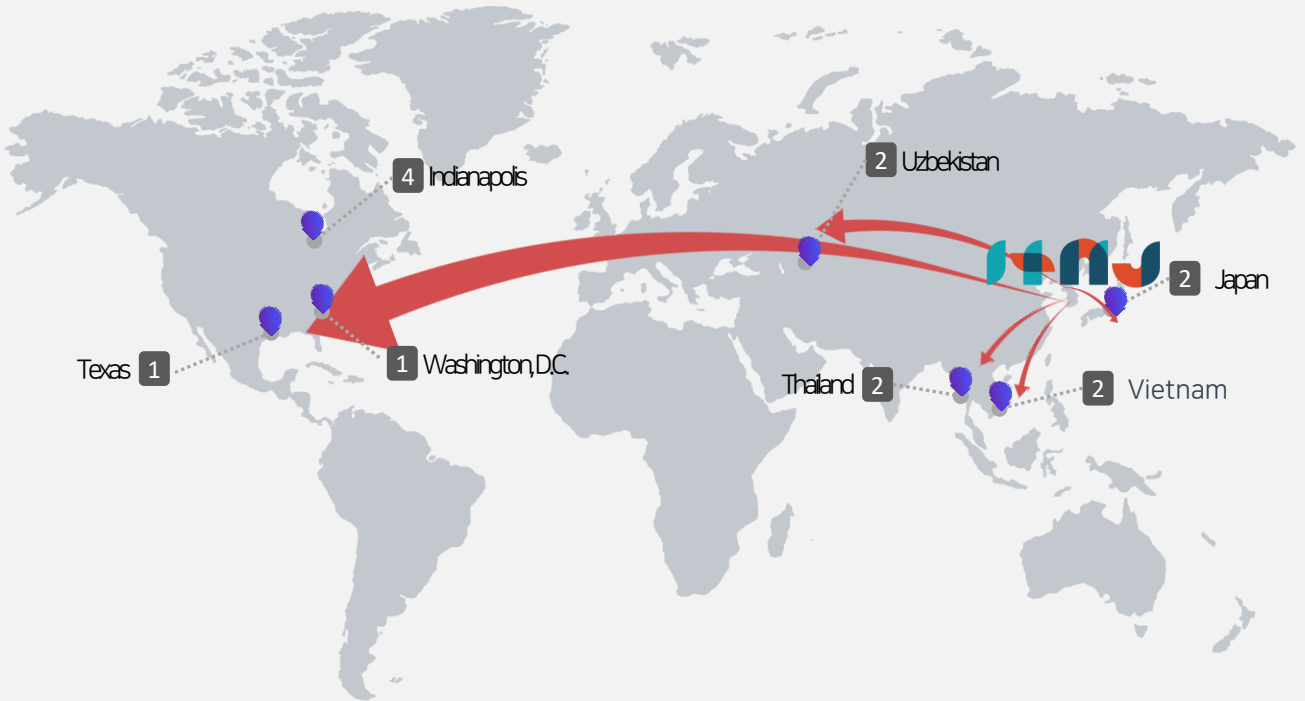 2 Uzbekistan
4 Indianapolis
2 Japan
Texas 1
1 Washington,D.C.
Thailand 2
2 Vietnam